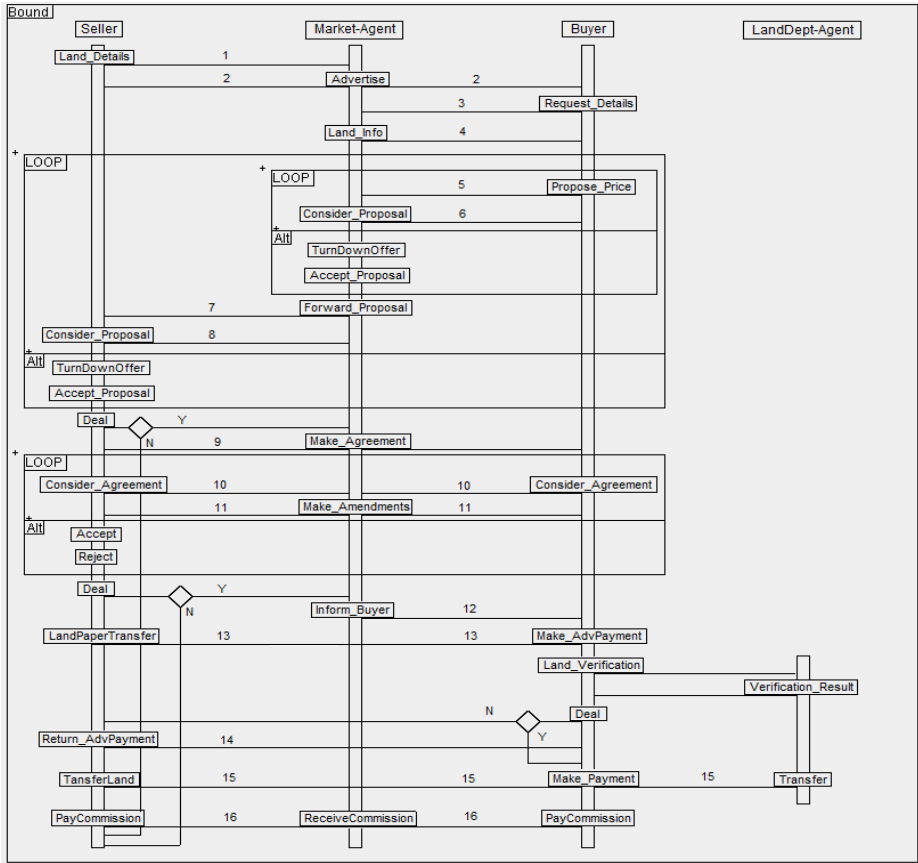 Bound
Seller Market-Agent Buyer LandDept-Agent
Land_Details 1
2 Advertise 2
3 Request_Details
Land_Info 4
+
LOOP
+
LOOP
5 Propose_Price
Consider_Proposal 6
+
Alt
TurnDownOffer
Accept_Proposal
7 Forward_Proposal
Consider_Proposal 8
+
Alt
TurnDownOffer
Accept_Proposal
Deal Y
N 9 Make_Agreement
+
LOOP
Consider_Agreement 10 10 Consider_Agreement
11 Make_Amendments 11
+
Alt
Accept
Reject
Deal Y
N Inform_Buyer 12
LandPaperTransfer 13 13 Make_AdvPayment
Land_Verification
Verification_Result
N Deal
Return_AdvPayment 14 Y
TansferLand 15 15 Make_Payment 15 Transfer
PayCommission 16 ReceiveCommission 16 PayCommission